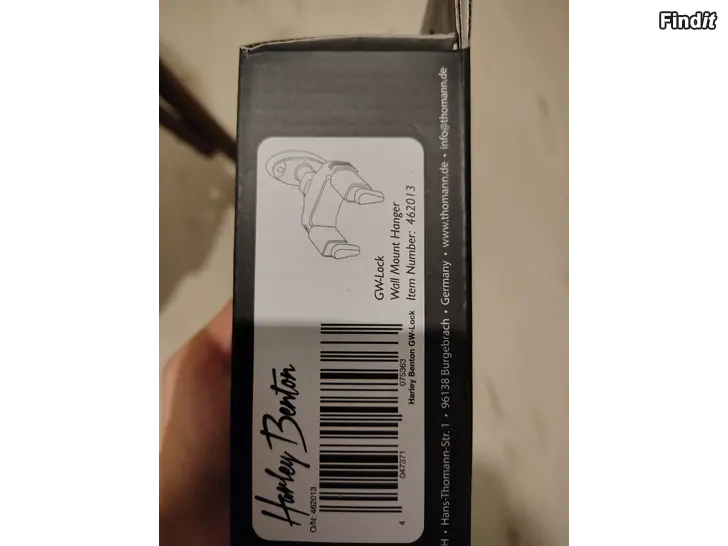 Findit
GW-Lock
Wall Mount Hanger
Item Number: 462013
Harley Benton
O/N: 462013
4 047371 075363
Harley Benton GW-Lock
H • Hans-Thomann-Str. 1 • 96138 Burgebrach • Germany • www.thomann.de • info@thomann.de